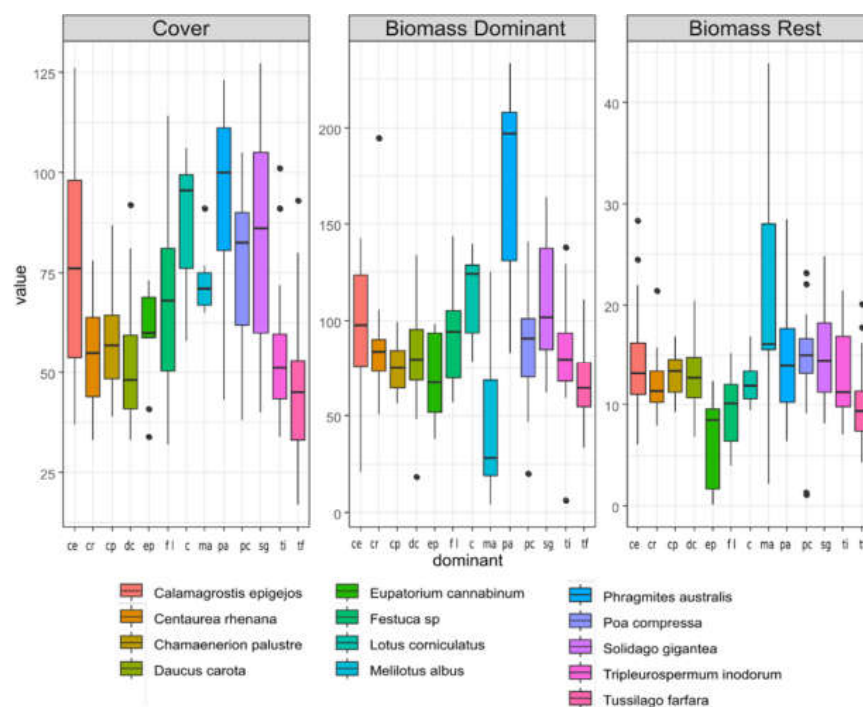 Cover
Biomass Dominant
Biomass Rest
value
125
100
75
50
25
200
150
100
50
0
40
30
20
10
0
ce cr cp dc ep fl c ma pa pc sg ti tf
ce cr cp dc ep fl c ma pa pc sg ti tf
ce cr cp dc ep fl c ma pa pc sg ti t
dominant
Calamagrostis epigejos
Centaurea rhenana
Chamaenerion palustre
Daucus carota
Eupatorium cannabinum
Festuca sp
Lotus corniculatus
Melilotus albus
Phragmites australis
Poa compressa
Solidago gigantea
Tripleurospermum inodorum
Tussilago farfara